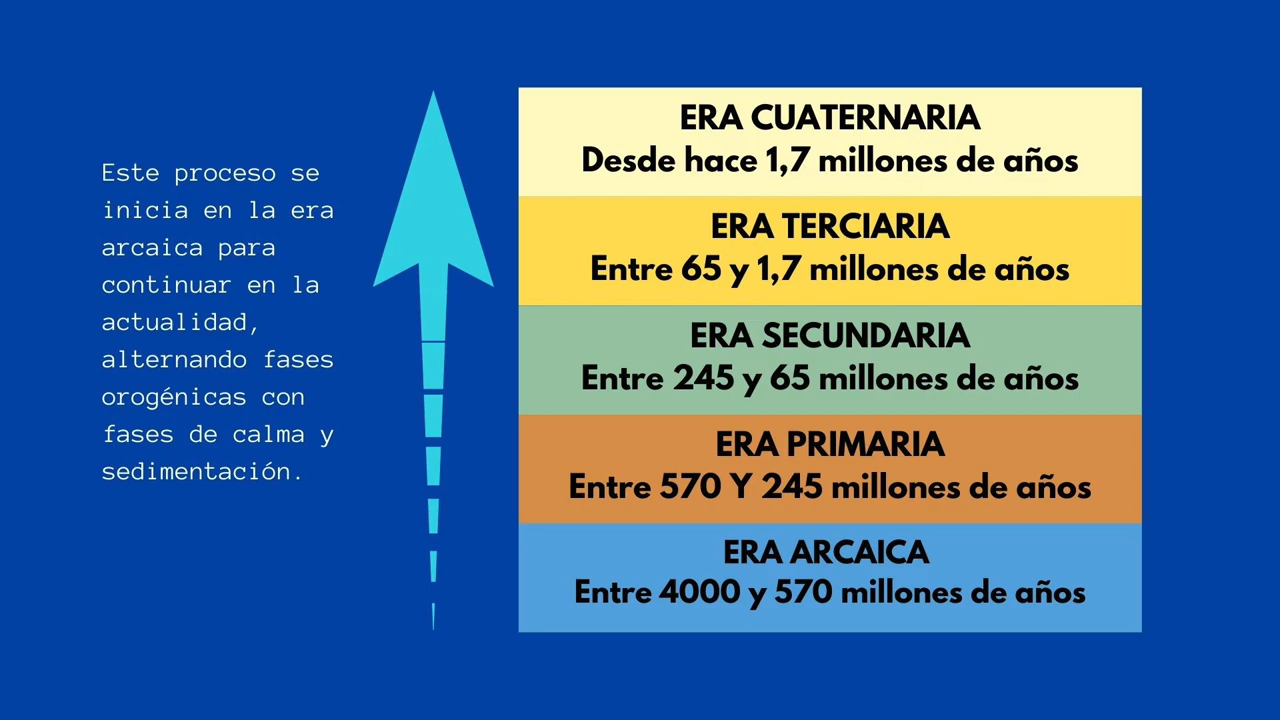 Este proceso se
inicia en la era
arcaica para
continuar en la
actualidad,
alternando fases
orogénicas con
fases de calma y
sedimentación.
ERA CUATERNARIA
Desde hace 1,7 millones de años
ERA TERCIARIA
Entre 65 y 1,7 millones de años
ERA SECUNDARIA
Entre 245 y 65 millones de años
ERA PRIMARIA
Entre 570 Y 245 millones de años
ERA ARCAICA
Entre 4000 y 570 millones de años